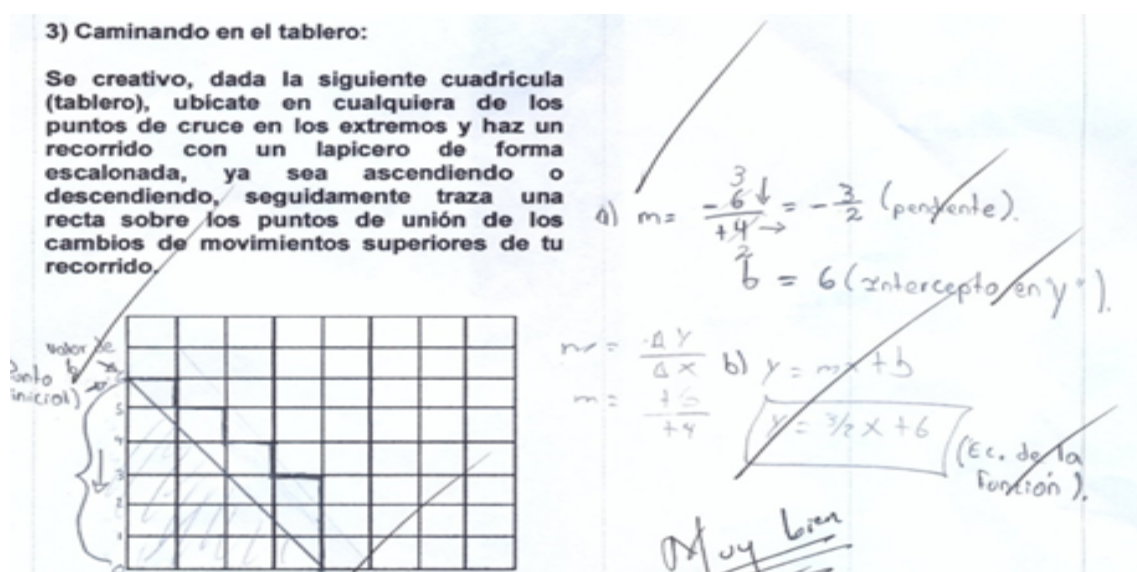 3) Caminando en el tablero:
Se creativo, dada la siguiente cuadricula
(tablero), ubícate en cualquiera de los
puntos de cruce en los extremos y haz un
recorrido con un lapicero de forma
escalonada, ya sea ascendiendo o
descendiendo, seguidamente traza una
recta sobre los puntos de unión de los
cambios de movimientos superiores de tu
recorrido.
valor de
b
inicial)
6
5
4
3
2
1
0
a) m= -6↓/+4→ = -3/2 (pendiente).
3
2
b = 6 (intercepto en "y").
m = ΔY/ΔX
m = +6/+4
b) y = mx + b
y = 3/2 x + 6
(Ec. de la
Función).
Muy bien